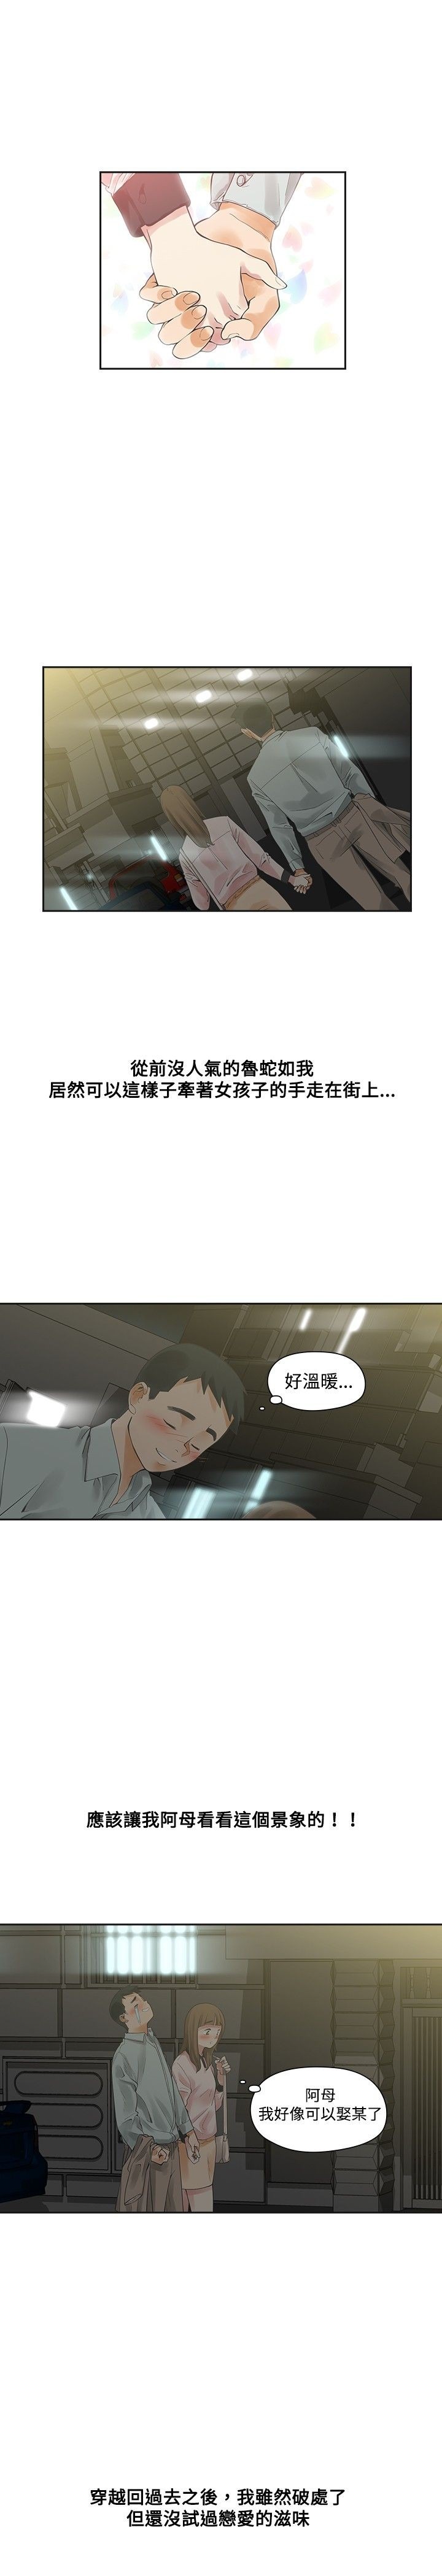 從前沒人氣的魯蛇如我
居然可以這樣子牽著女孩子的手走在街上...
好溫暖...
應該讓我阿母看看這個景象的！！
阿母
我好像可以娶某了
穿越回過去之後，我雖然破處了
但還沒試過戀愛的滋味